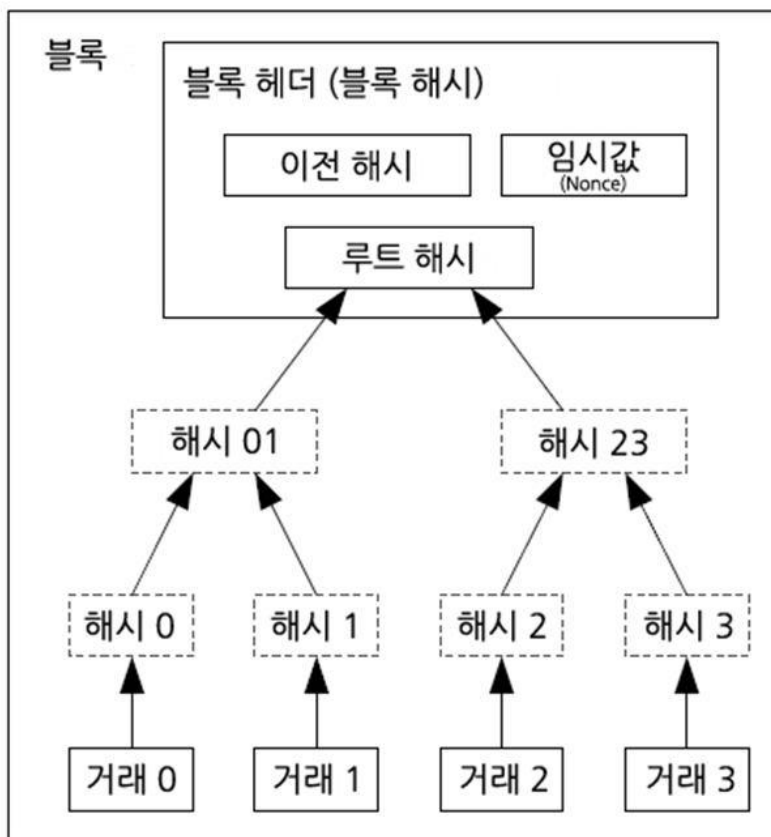 블록
블록 헤더 (블록 해시)
이전 해시
임시값
(Nonce)
루트 해시
해시 01
해시 23
해시 0
해시 1
해시 2
해시 3
거래 0
거래 1
거래 2
거래 3